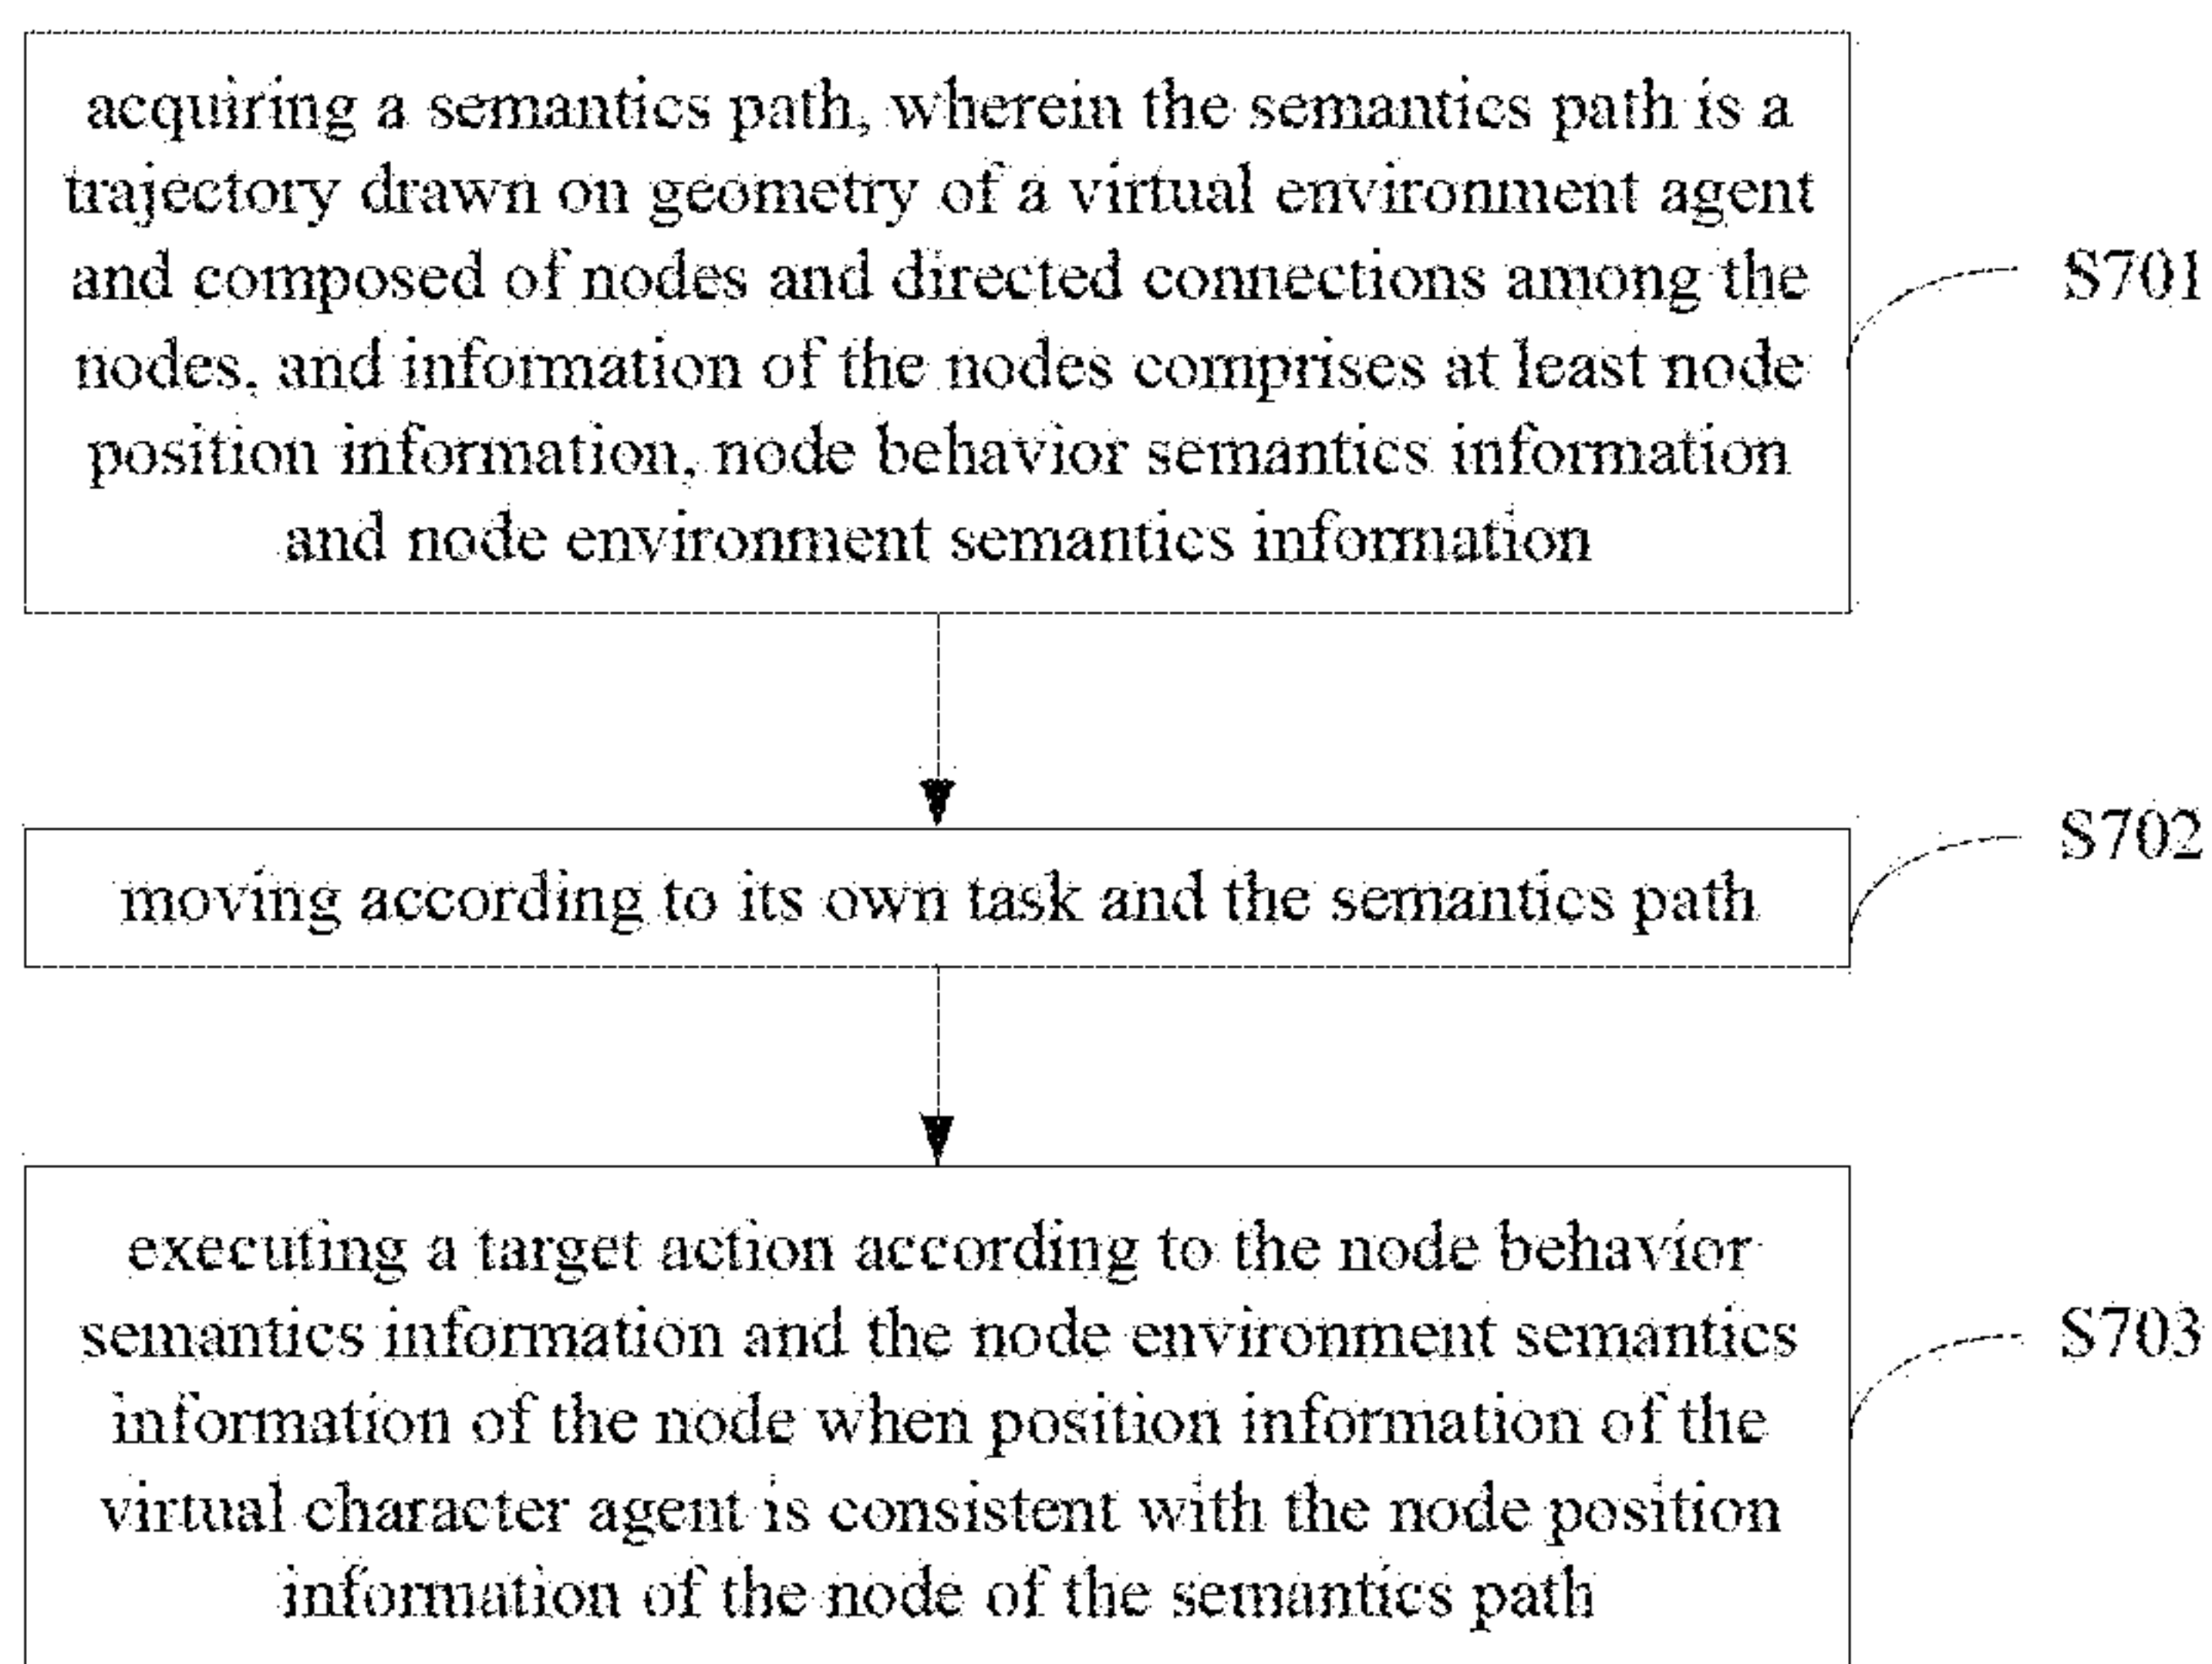 acquiring a semantics path, wherein the semantics path is a
trajectory drawn on geometry of a virtual environment agent
and composed of nodes and directed connections among the
nodes, and information of the nodes comprises at least node
position information, node behavior semantics information
and node environment semantics information
S701
moving according to its own task and the semantics path
S702
executing a target action according to the node behavior
semantics information and the node environment semantics
information of the node when position information of the
virtual character agent is consistent with the node position
information of the node of the semantics path
S703